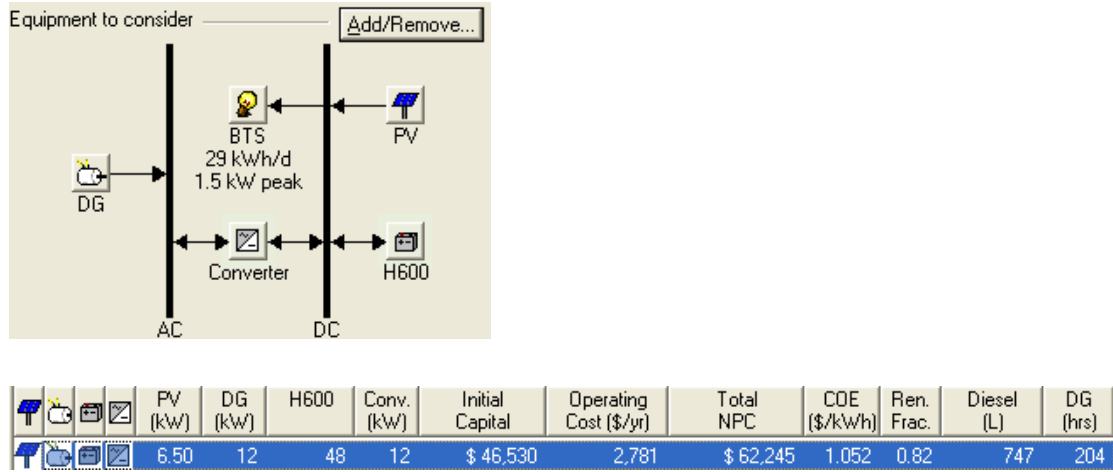 Equipment to consider Add/Remove...
BTS
29 kWh/d
1.5 kW peak
PV
DG
Converter
H600
AC DC
PV (kW) DG (kW) H600 Conv. (kW) Initial Capital Operating Cost ($/yr) Total NPC COE ($/kWh) Ren. Frac. Diesel (L) DG (hrs)
6.50 12 48 12 $ 46,530 2,781 $ 62,245 1.052 0.82 747 204